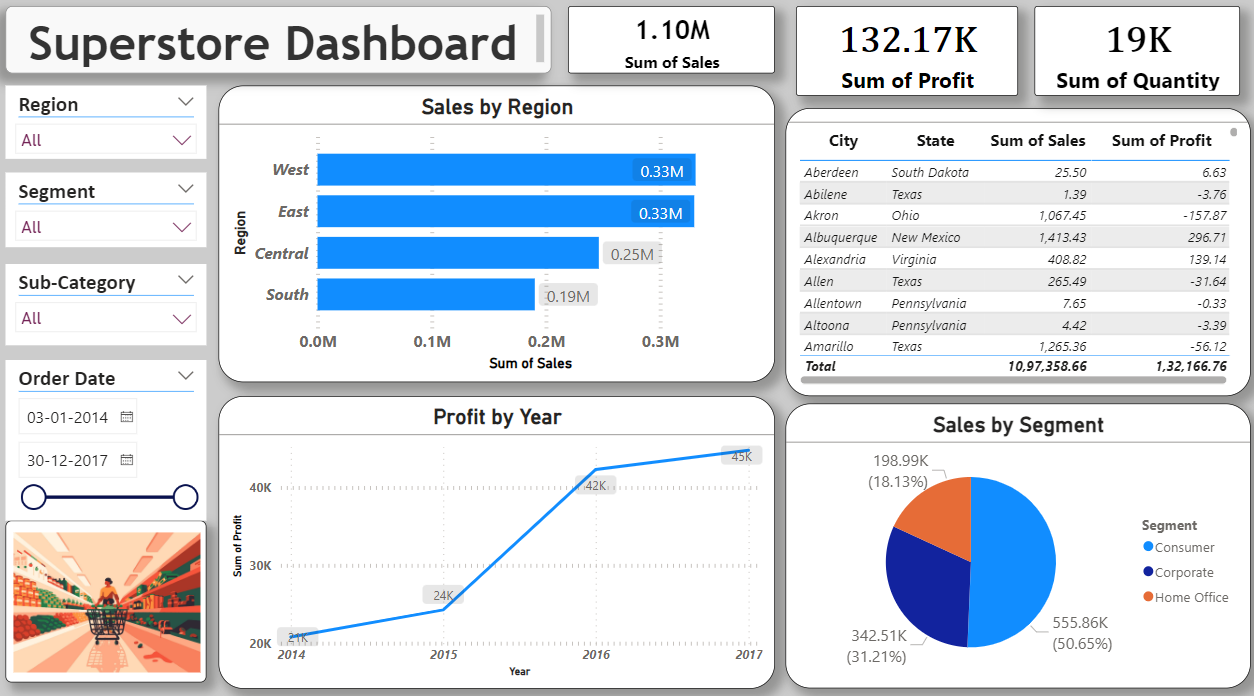 Superstore Dashboard
1.10M
Sum of Sales
132.17K
Sum of Profit
19K
Sum of Quantity
Region
All
Segment
All
Sub-Category
All
Order Date
03-01-2014
30-12-2017
Sales by Region
Region
West
0.33M
East
0.33M
Central
0.25M
South
0.19M
0.0M 0.1M 0.2M 0.3M
Sum of Sales
City State Sum of Sales Sum of Profit
Aberdeen South Dakota 25.50 6.63
Abilene Texas 1.39 -3.76
Akron Ohio 1,067.45 -157.87
Albuquerque New Mexico 1,413.43 296.71
Alexandria Virginia 408.82 139.14
Allen Texas 265.49 -31.64
Allentown Pennsylvania 7.65 -0.33
Altoona Pennsylvania 4.42 -3.39
Amarillo Texas 1,265.36 -56.12
Total 10,97,358.66 1,32,166.76
Profit by Year
Sum of Profit
40K
30K
20K
21K
24K
42K
45K
2014 2015 2016 2017
Year
Sales by Segment
198.99K
(18.13%)
342.51K
(31.21%)
555.86K
(50.65%)
Segment
Consumer
Corporate
Home Office